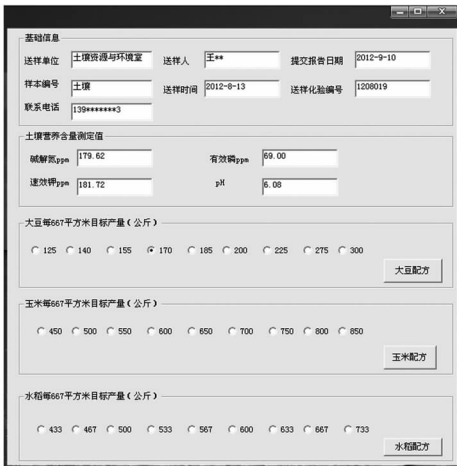 基础信息
送样单位 土壤资源与环境室 送样人 王** 提交报告日期 2012-9-10
样本编号 土壤 送样时间 2012-8-13 送样化验编号 1208019
联系电话 139*******3
土壤营养含量测定值
碱解氮ppm 179.62 有效磷ppm 69.00
速效钾ppm 181.72 pH 6.08
大豆每667平方米目标产量(公斤)
125 140 155 170 185 200 225 275 300
大豆配方
玉米每667平方米目标产量(公斤)
450 500 550 600 650 700 750 800 850
玉米配方
水稻每667平方米目标产量(公斤)
433 467 500 533 567 600 633 667 733
水稻配方